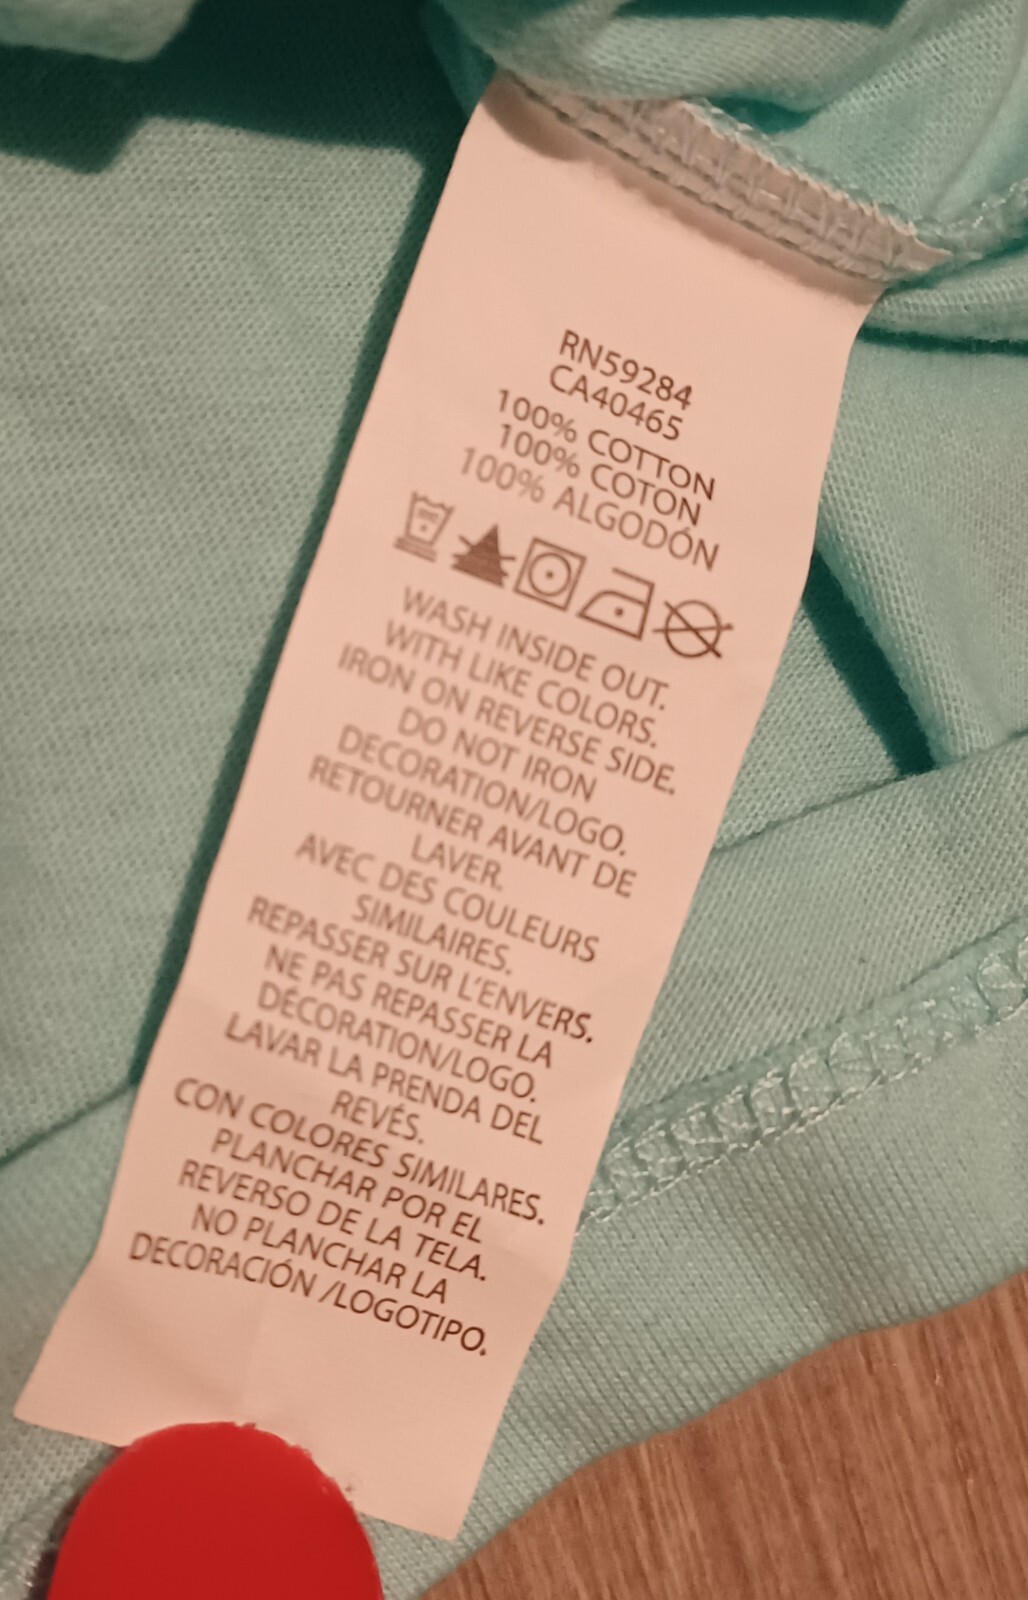 RN59284
CA40465
100% COTTON
100% COTON
100% ALGODÓN
WASH INSIDE OUT.
WITH LIKE COLORS.
IRON ON REVERSE SIDE.
DO NOT IRON
DECORATION/LOGO.
RETOURNER AVANT DE
LAVER.
AVEC DES COULEURS
SIMILAIRES.
REPASSER SUR L'ENVERS.
NE PAS REPASSER LA
DÉCORATION/LOGO.
LAVAR LA PRENDA DEL
REVÉS.
CON COLORES SIMILARES.
PLANCHAR POR EL
REVERSO DE LA TELA.
NO PLANCHAR LA
DECORACIÓN /LOGOTIPO.